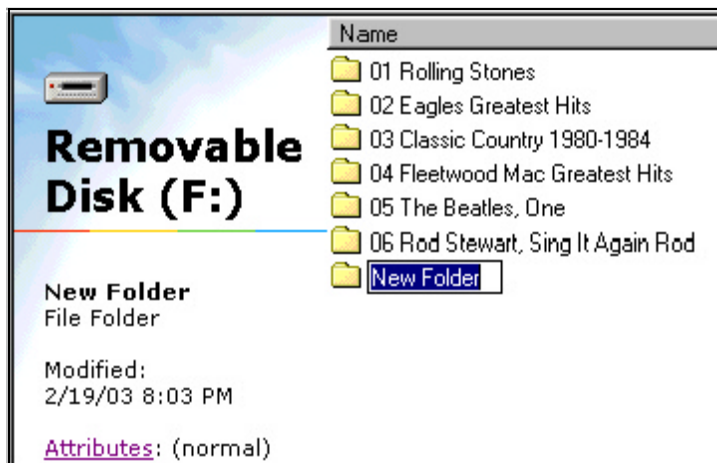 Removable
Disk (F:)
New Folder
File Folder
Modified:
2/19/03 8:03 PM
Attributes: (normal)
Name
01 Rolling Stones
02 Eagles Greatest Hits
03 Classic Country 1980-1984
04 Fleetwood Mac Greatest Hits
05 The Beatles, One
06 Rod Stewart, Sing It Again Rod
New Folder